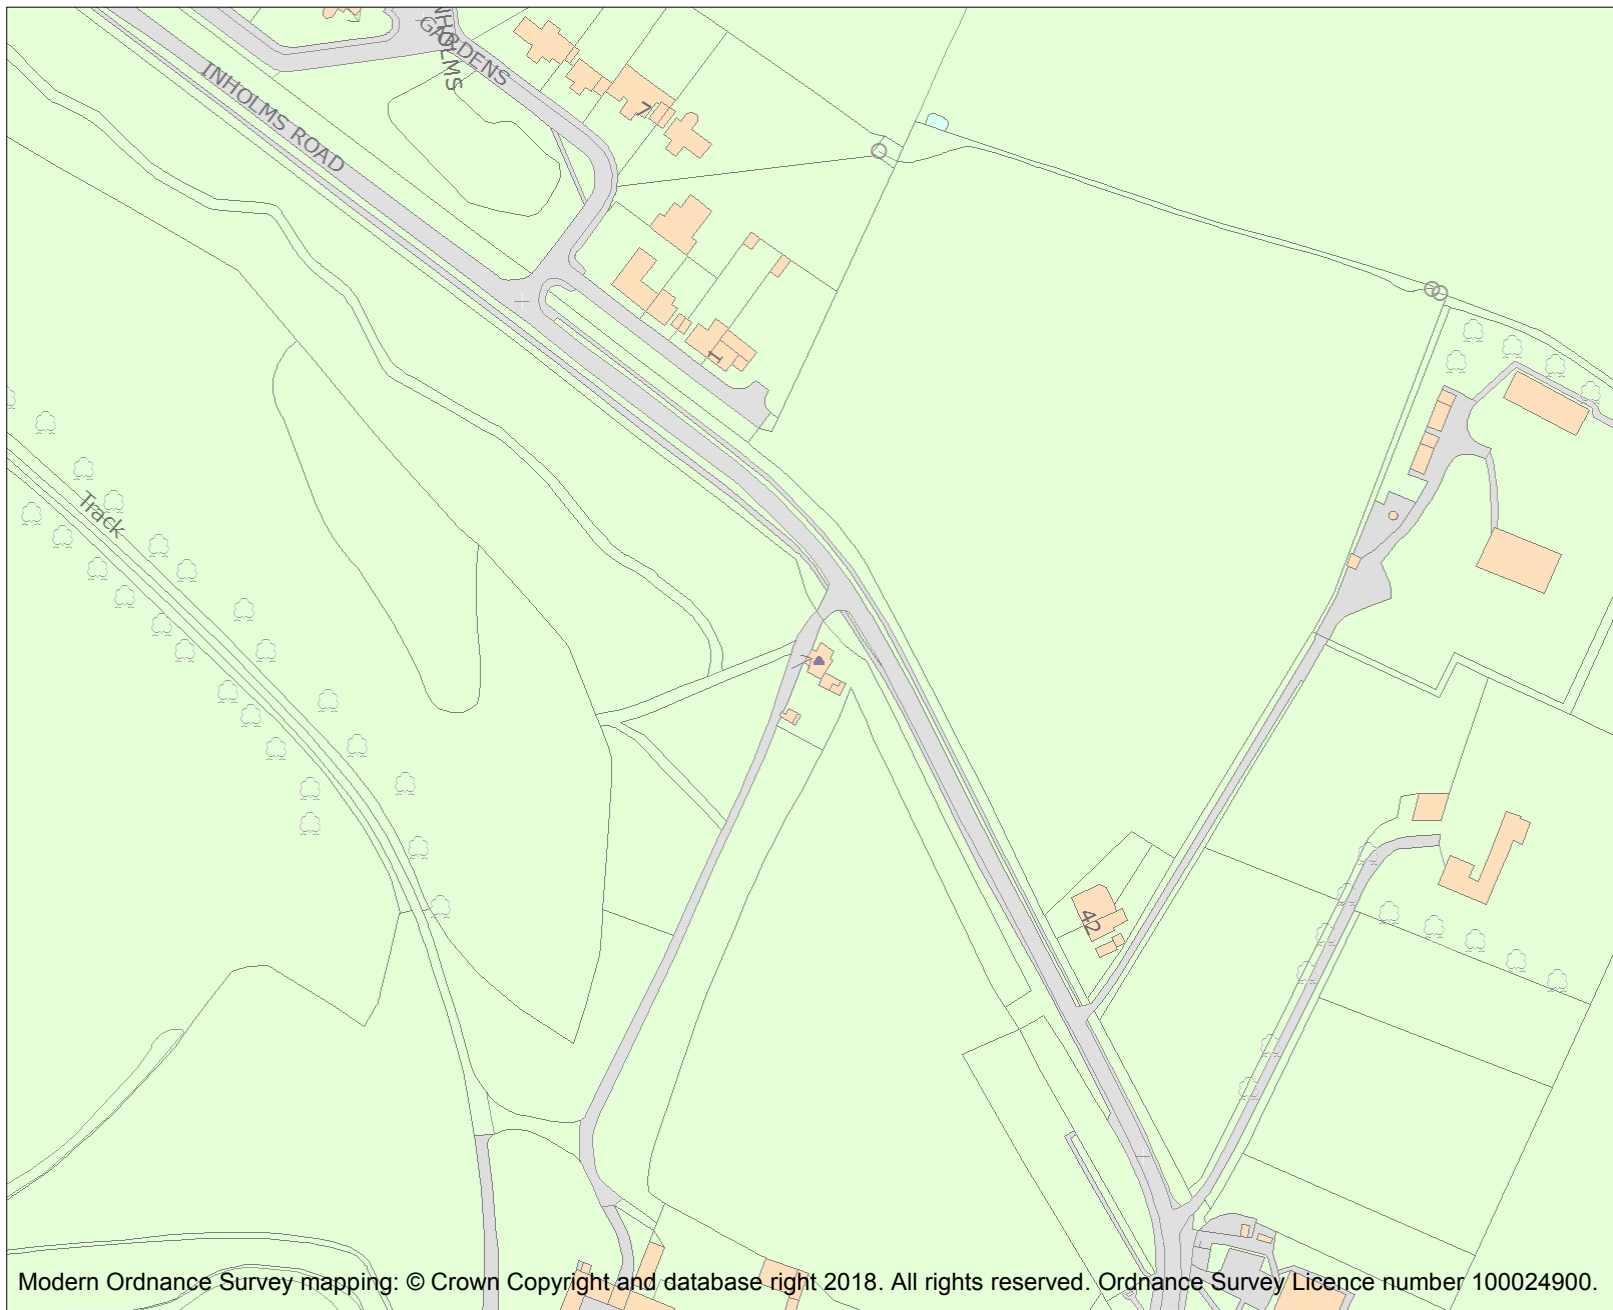 INHOLMS
GARDENS
INHOLMS ROAD
7
1
Track
42
Modern Ordnance Survey mapping: © Crown Copyright and database right 2018. All rights reserved. Ordnance Survey Licence number 100024900.